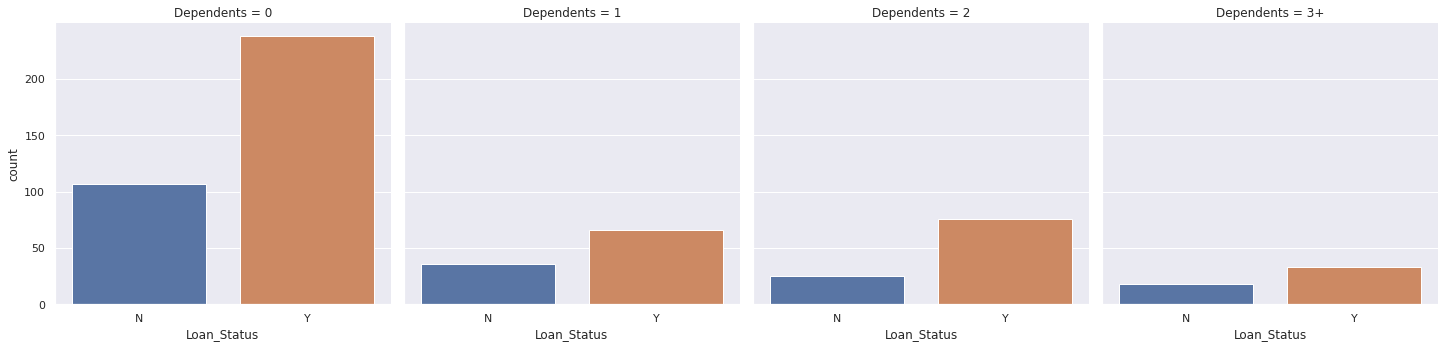 Dependents = 0
Dependents = 1
Dependents = 2
Dependents = 3+
count
200
150
100
50
0
N Y
N Y
N Y
N Y
Loan_Status
Loan_Status
Loan_Status
Loan_Status